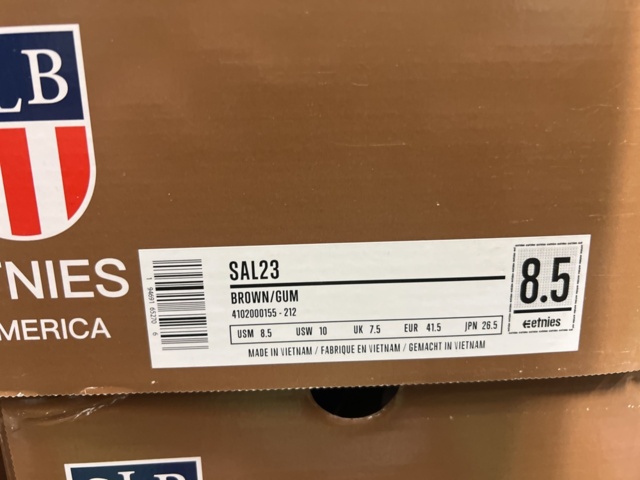 LB
TNIES
MERICA
SAL23
BROWN/GUM
4102000155 - 212
USM 8.5 USW 10 UK 7.5 EUR 41.5 JPN 26.5
MADE IN VIETNAM / FABRIQUE EN VIETNAM / GEMACHT IN VIETNAM
8.5
etnies
SLB